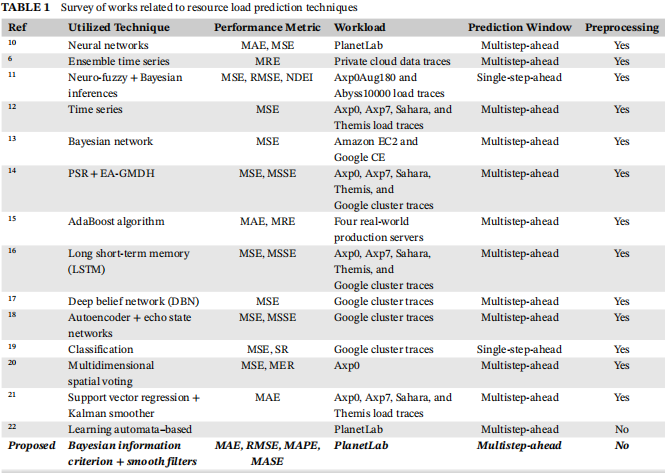 TABLE 1 Survey of works related to resource load prediction techniques
Ref Utilized Technique Performance Metric Workload Prediction Window Preprocessing
10 Neural networks MAE, MSE PlanetLab Multistep-ahead Yes
6 Ensemble time series MRE Private cloud data traces Multistep-ahead Yes
11 Neuro-fuzzy + Bayesian MSE, RMSE, NDEI Axp0Aug180 and Single-step-ahead Yes
inferences Abyss10000 load traces
12 Time series MSE Axp0, Axp7, Sahara, and Multistep-ahead Yes
Themis load traces
13 Bayesian network MSE Amazon EC2 and Multistep-ahead Yes
Google CE
14 PSR + EA-GMDH MSE, MSSE Axp0, Axp7, Sahara, Multistep-ahead Yes
Themis, and
Google cluster traces
15 AdaBoost algorithm MAE, MRE Four real-world Multistep-ahead Yes
production servers
16 Long short-term memory MSE, MSSE Axp0, Axp7, Sahara, Multistep-ahead Yes
(LSTM) Themis, and
Google cluster traces
17 Deep belief network (DBN) MSE Google cluster traces Multistep-ahead Yes
18 Autoencoder + echo state MSE, MSSE Google cluster traces Multistep-ahead Yes
networks
19 Classification MSE, SR Google cluster traces Single-step-ahead Yes
20 Multidimensional MSE, MER Axp0 Multistep-ahead Yes
spatial voting
21 Support vector regression + MAE Axp0, Axp7, Sahara, and Multistep-ahead Yes
Kalman smoother Themis load traces
22 Learning automata–based PlanetLab Multistep-ahead No
Proposed Bayesian information MAE, RMSE, MAPE, PlanetLab Multistep-ahead No
criterion + smooth filters MASE